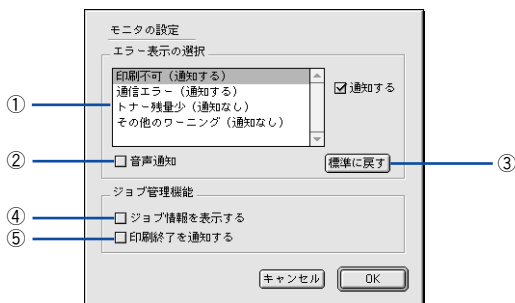 モニタの設定
エラー表示の選択
印刷不可（通知する）
通信エラー（通知する）
トナー残量少（通知なし）
その他のワーニング（通知なし）
通知する
①
② 音声通知
標準に戻す ③
ジョブ管理機能
④ ジョブ情報を表示する
⑤ 印刷終了を通知する
キャンセル OK